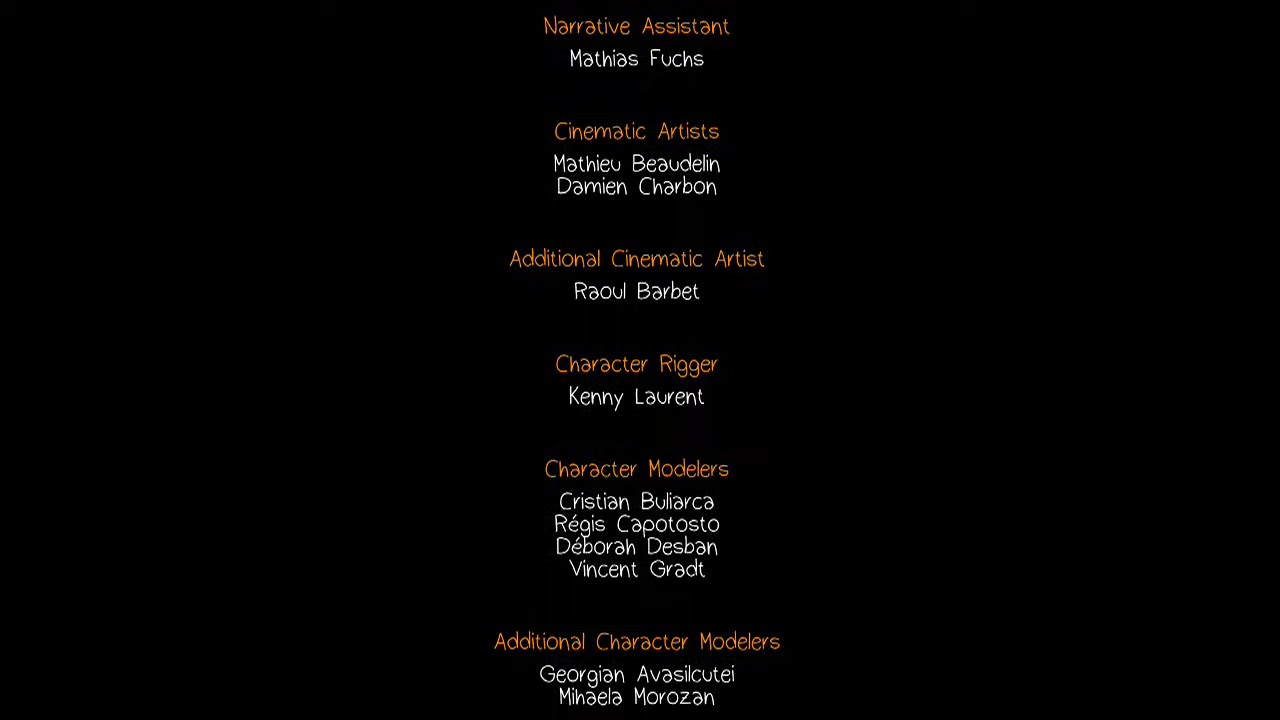 Narrative Assistant
Mathias Fuchs
Cinematic Artists
Mathieu Beaudelin
Damien Charbon
Additional Cinematic Artist
Raoul Barbet
Character Rigger
Kenny Laurent
Character Modelers
Cristian Buliarca
Régis Capotosto
Déborah Desban
Vincent Gradt
Additional Character Modelers
Georgian Avasilcutei
Mihaela Morozan